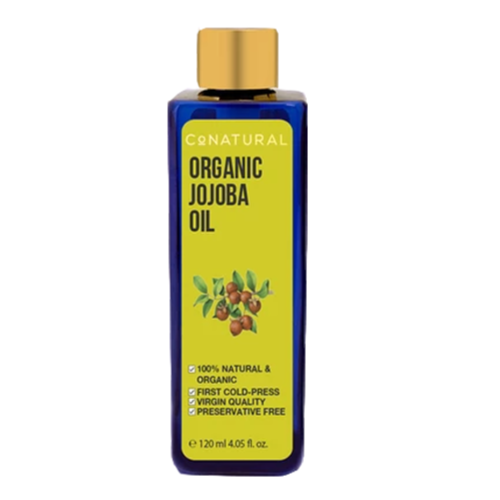 CoNATURAL
ORGANIC
JOJOBA
OIL
100% NATURAL &
ORGANIC
FIRST COLD-PRESS
VIRGIN QUALITY
PRESERVATIVE FREE
℮ 120 ml 4.05 fl. oz.